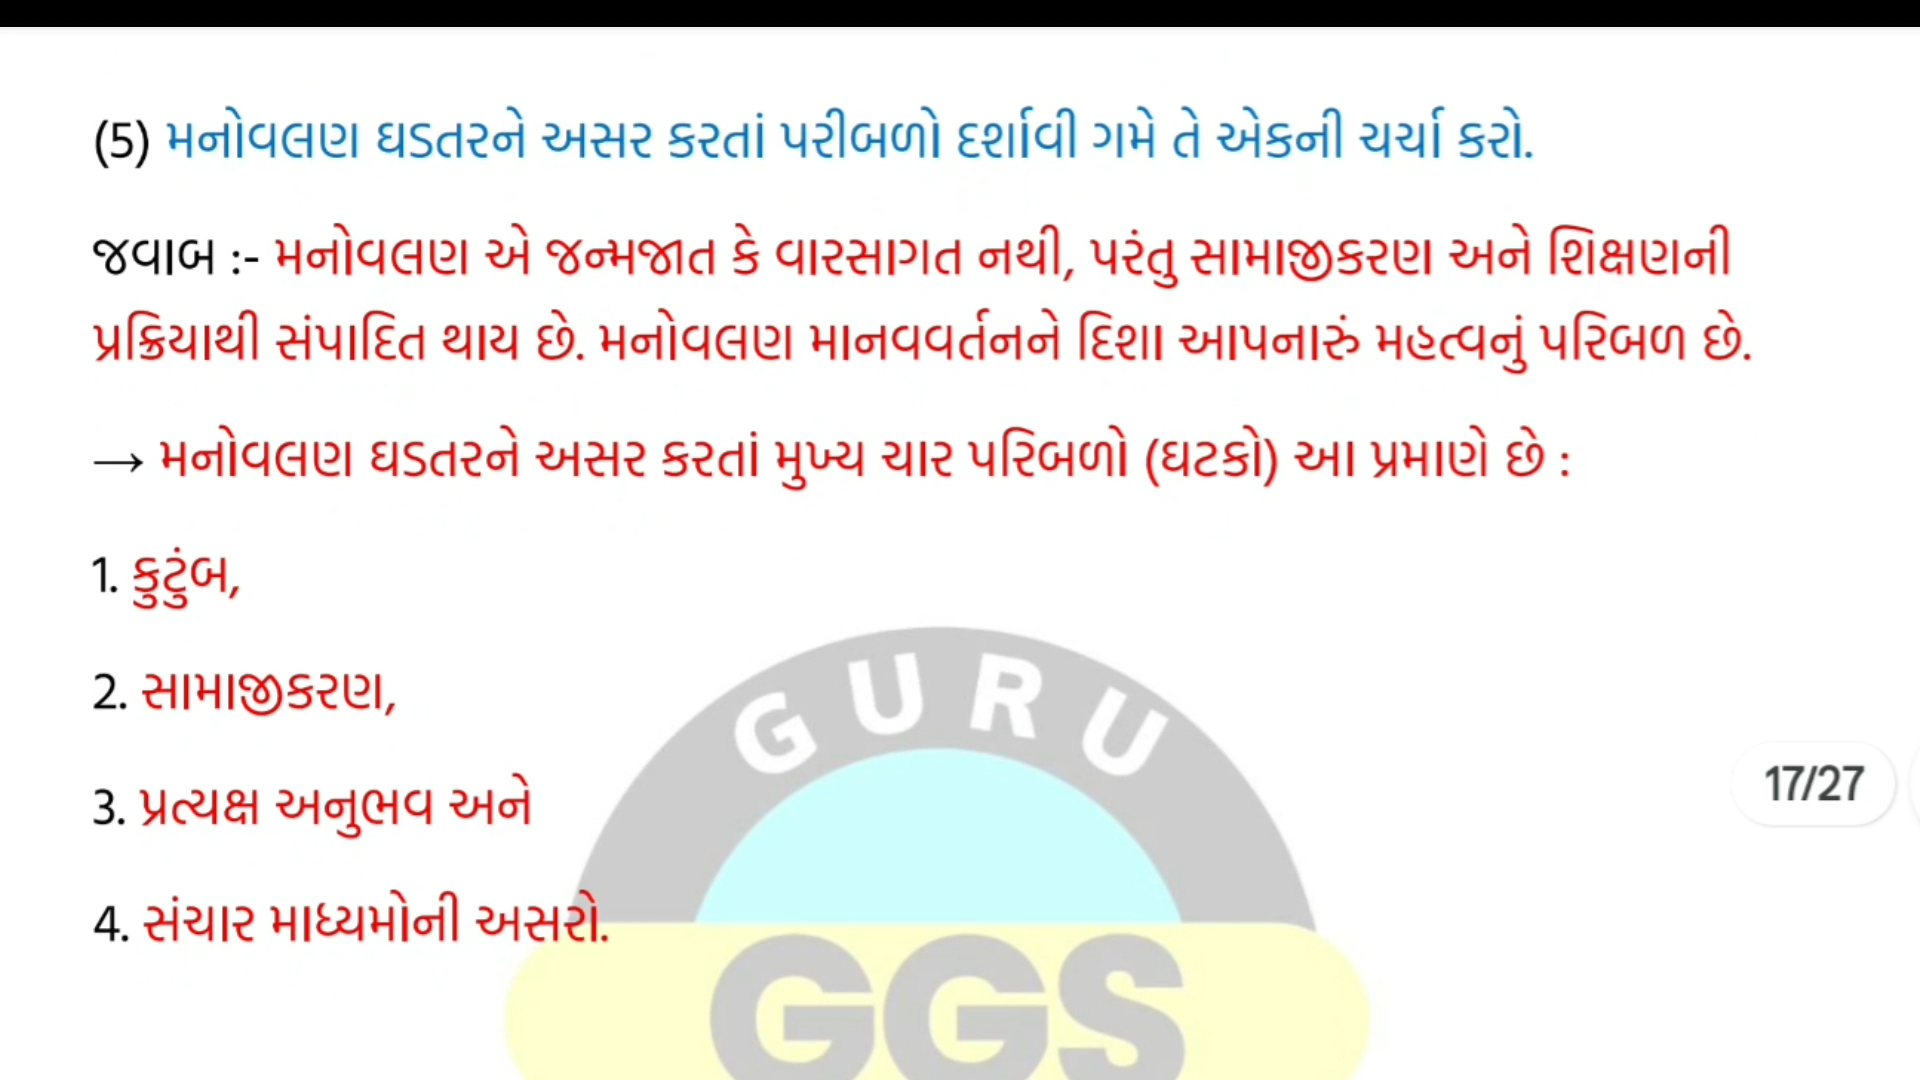 (5) મનોવલણ ઘડતરને અસર કરતાં પરીબળો દર્શાવી ગમે તે એકની ચર્ચા કરો.
જવાબ :- મનોવલણ એ જન્મજાત કે વારસાગત નથી, પરંતુ સામાજીકરણ અને શિક્ષણની
પ્રક્રિયાથી સંપાદિત થાય છે. મનોવલણ માનવવર્તનને દિશા આપનારું મહત્વનું પરિબળ છે.
→ મનોવલણ ઘડતરને અસર કરતાં મુખ્ય ચાર પરિબળો (ઘટકો) આ પ્રમાણે છે :
1. કુટુંબ,
2. સામાજીકરણ,
3. પ્રત્યક્ષ અનુભવ અને
4. સંચાર માધ્યમોની અસરો.
GURU
GGS
17/27